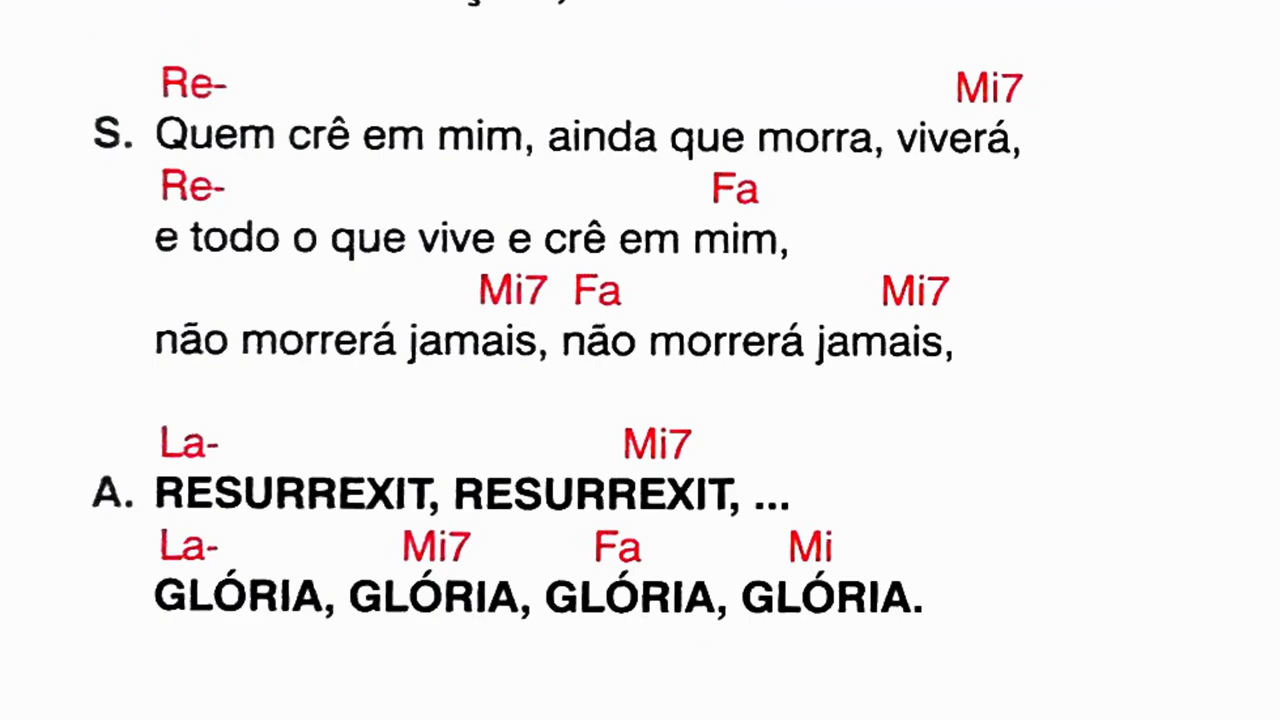 Re- Mi7
S. Quem crê em mim, ainda que morra, viverá,
Re- Fa
e todo o que vive e crê em mim,
Mi7 Fa Mi7
não morrerá jamais, não morrerá jamais,
La- Mi7
A. RESURREXIT, RESURREXIT, ...
La- Mi7 Fa Mi
GLÓRIA, GLÓRIA, GLÓRIA, GLÓRIA.